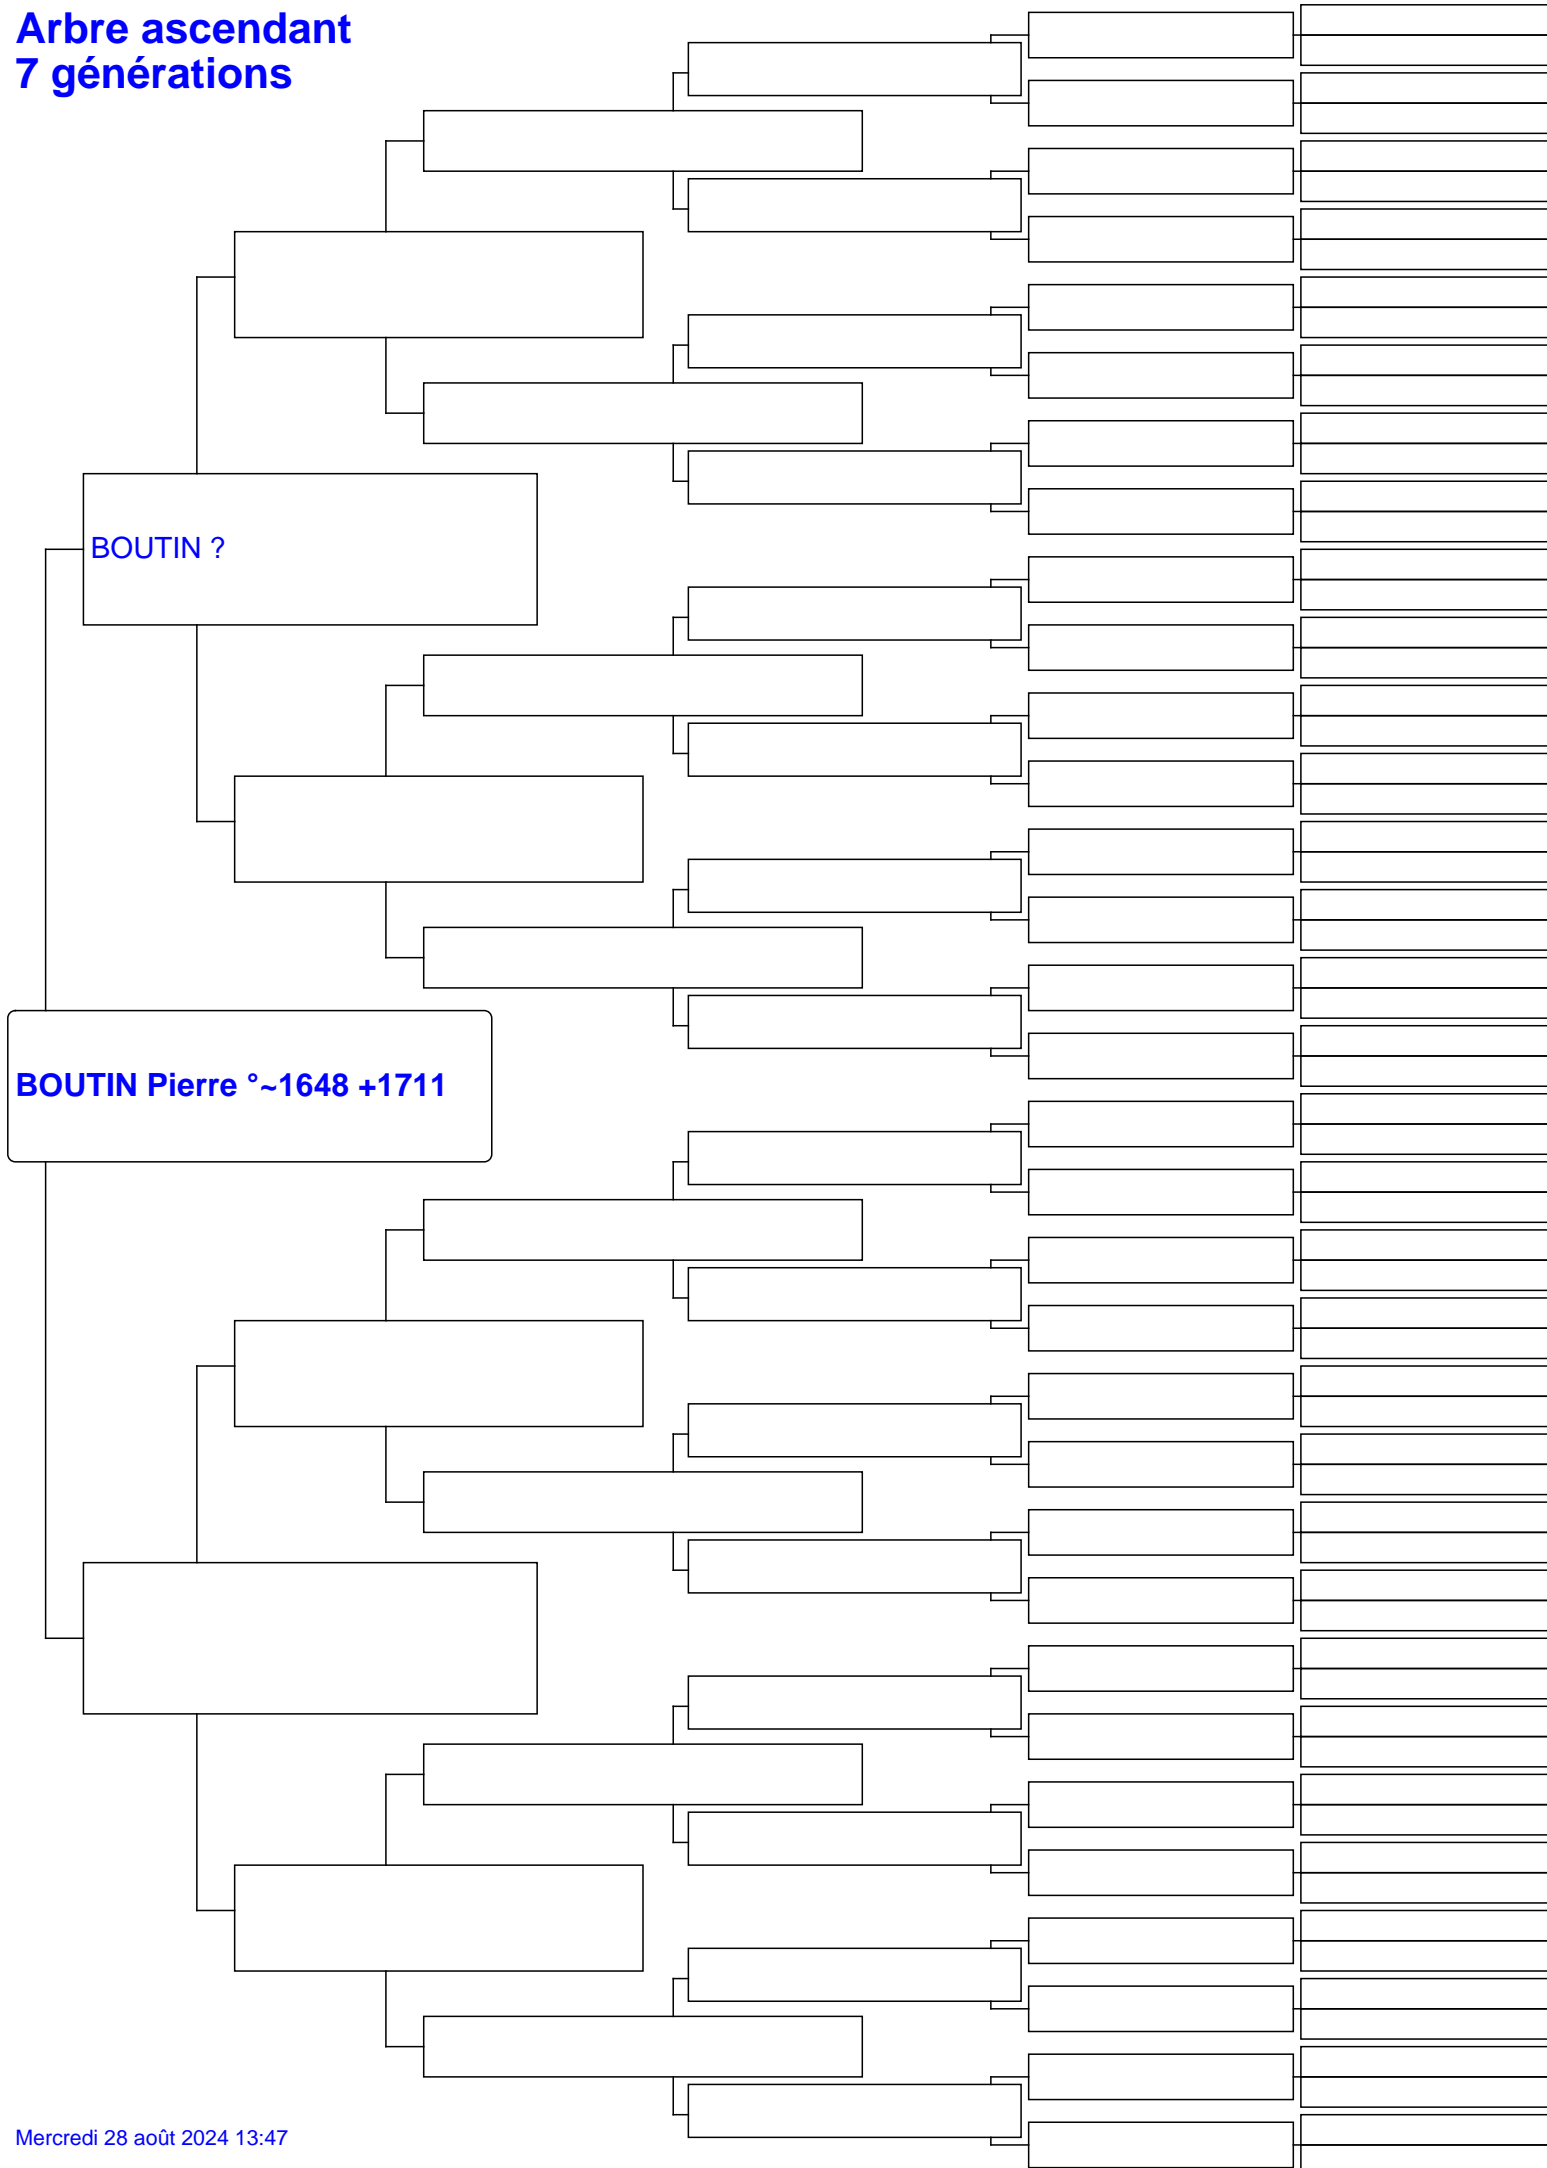 Arbre ascendant
7 générations
BOUTIN ?
BOUTIN Pierre °~1648 +1711
Mercredi 28 août 2024 13:47